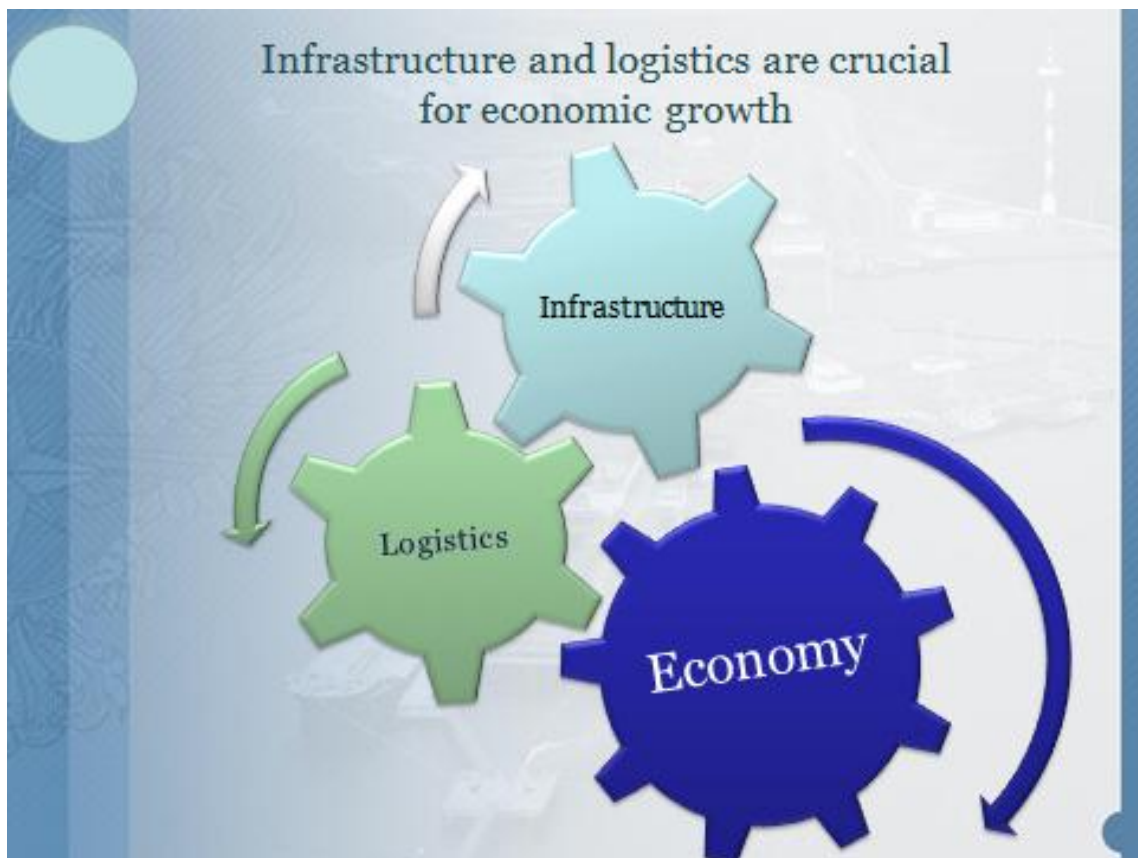 Infrastructure and logistics are crucial
for economic growth
Infrastructure
Logistics
Economy